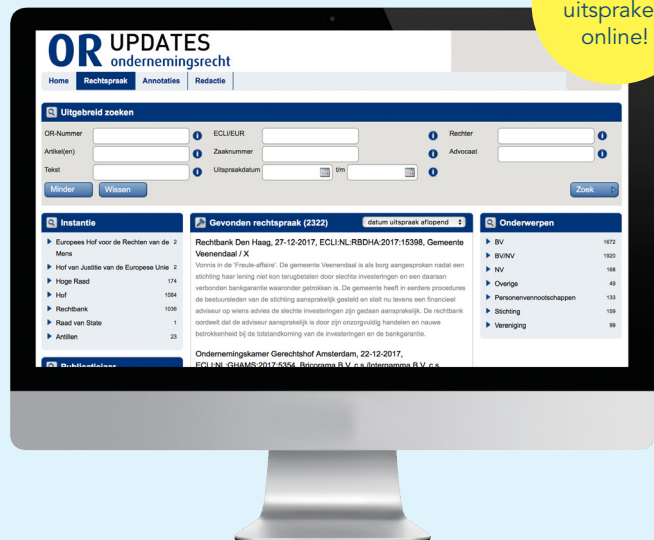 uitsprake
online!
OR UPDATES
ondernemingsrecht
Home Rechtspraak Annotaties Redactie
Uitgebreid zoeken
OR-Nummer ECLI/EUR Rechter
Artikel(en) Zaaknummer Advocaat
Tekst Uitspraakdatum t/m
Minder Wissen Zoek
Instantie
Europees Hof voor de Rechten van de 2
Mens
Hof van Justitie van de Europese Unie 2
Hoge Raad 174
Hof 1084
Rechtbank 1036
Raad van State 1
Antillen 23
Publicatiejaar
Gevonden rechtspraak (2322) datum uitspraak aflopend
Rechtbank Den Haag, 27-12-2017, ECLI:NL:RBDHA:2017:15398, Gemeente
Veenendaal / X
Vonnis in de 'Freule-affaire'. De gemeente Veenendaal is als borg aangesproken nadat een
stichting haar lening niet kon terugbetalen door slechte investeringen en een daaraan
verbonden bankgarantie waaronder getrokken is. De gemeente heeft in eerdere procedures
de bestuursleden van de stichting aansprakelijk gesteld en stelt nu tevens een financieel
adviseur op wiens advies de slechte investeringen zijn gedaan aansprakelijk. De rechtbank
oordeelt dat de adviseur aansprakelijk is door zijn onzorgvuldig handelen en nauwe
betrokkenheid bij de totstandkoming van de investeringen en de bankgarantie.
Ondernemingskamer Gerechtshof Amsterdam, 22-12-2017,
ECLI:NL:GHAMS:2017:5354, Bricorama B.V. c.s./Intergamma B.V. c.s.
Onderwerpen
BV 1672
BV/NV 1920
NV 168
Overige 49
Personenvennootschappen 133
Stichting 159
Vereniging 99